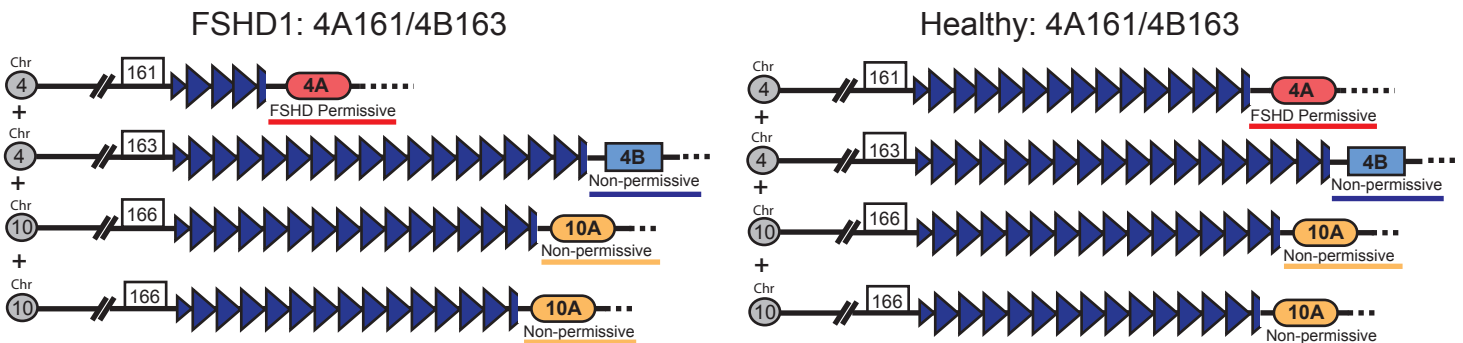 FSHD1: 4A161/4B163
Chr
4
161
4A
FSHD Permissive
+
Chr
4
163
4B
Non-permissive
+
Chr
10
166
10A
Non-permissive
+
Chr
10
166
10A
Non-permissive
Healthy: 4A161/4B163
Chr
4
161
4A
FSHD Permissive
+
Chr
4
163
4B
Non-permissive
+
Chr
10
166
10A
Non-permissive
+
Chr
10
166
10A
Non-permissive